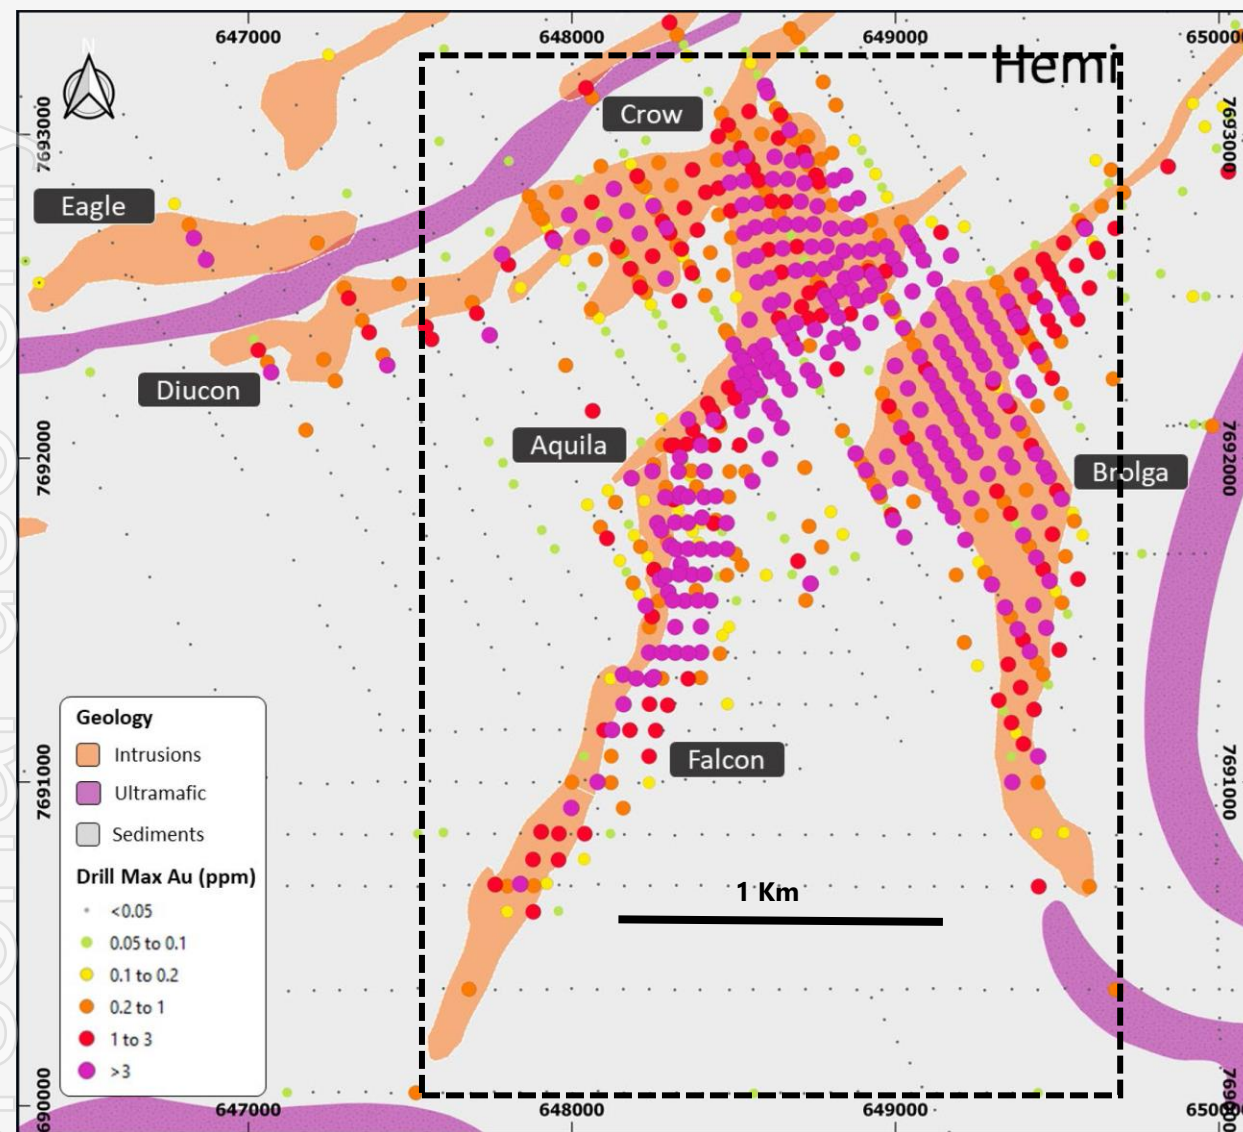 647000
648000
649000
650000
N
Hemi
Crow
7693000
7693000
Eagle
Diucon
Aquila
7692000
7692000
Brolga
Geology
Intrusions
Ultramafic
Sediments
Drill Max Au (ppm)
<0.05
0.05 to 0.1
0.1 to 0.2
0.2 to 1
1 to 3
>3
7691000
7691000
Falcon
1 Km
690000
76900
647000
648000
649000
65000